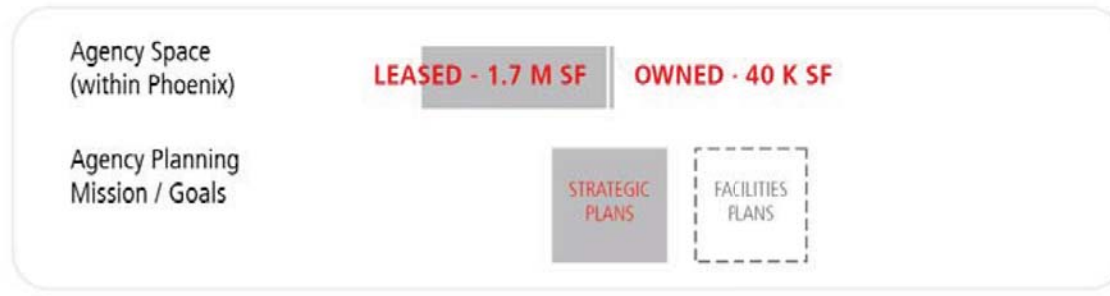 Agency Space
(within Phoenix)
LEASED - 1.7 M SF
OWNED - 40 K SF
Agency Planning
Mission / Goals
STRATEGIC
PLANS
FACILITIES
PLANS